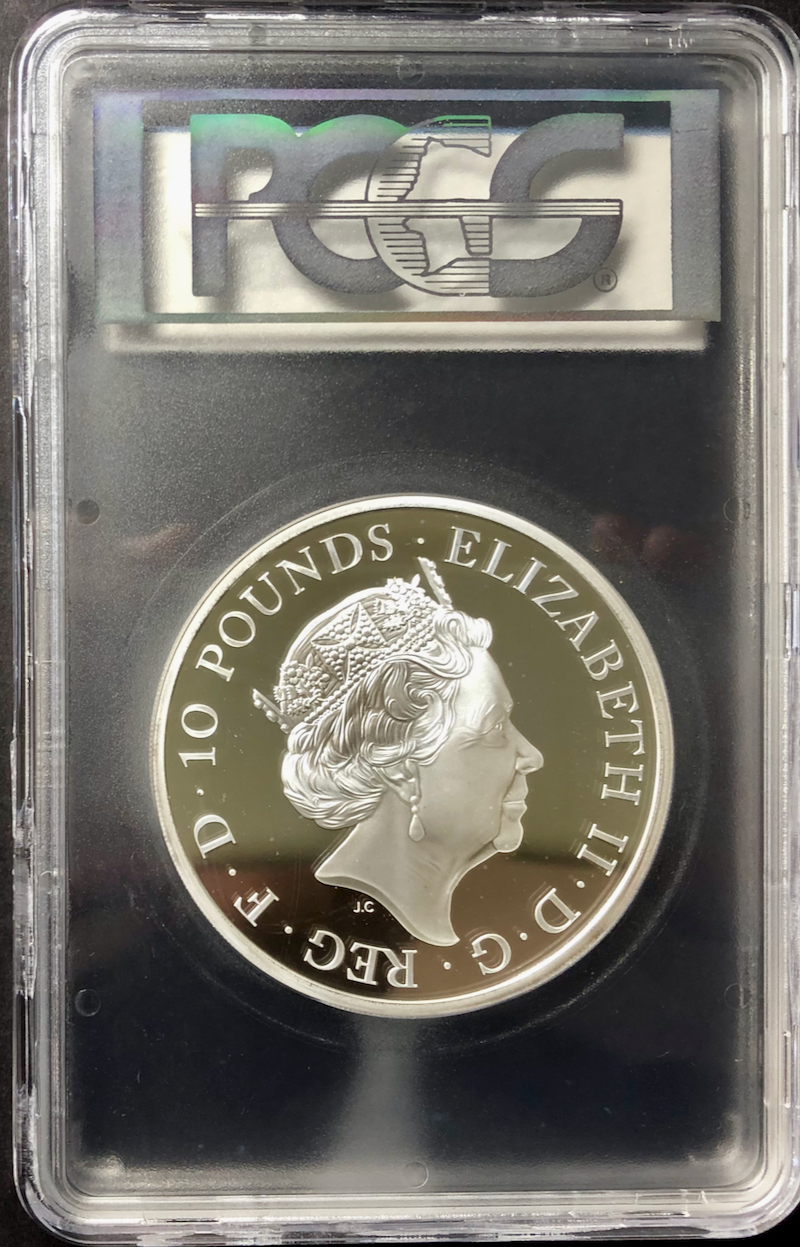 PCGS®
ELIZABETH II · D · G · REG · F · D · 10 POUNDS ·
J.C